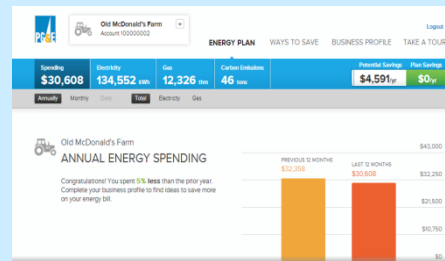 PG&E
Old McDonald's Farm
Account 100000002
Logout
ENERGY PLAN WAYS TO SAVE BUSINESS PROFILE TAKE A TOUR
Spending Electricity Gas Carbon Emissions Potential Savings Plan Savings
$30,608 134,552 kWh 12,326 thm 46 tons $4,591/yr $0/yr
Annually Monthly Daily Total Electricity Gas
Old McDonald's Farm
ANNUAL ENERGY SPENDING
Congratulations! You spent 5% less than the prior year.
Complete your business profile to find ideas to save more
on your energy bill.
PREVIOUS 12 MONTHS
$32,358
LAST 12 MONTHS
$30,608
$43,000
$32,250
$21,500
$10,750
$0